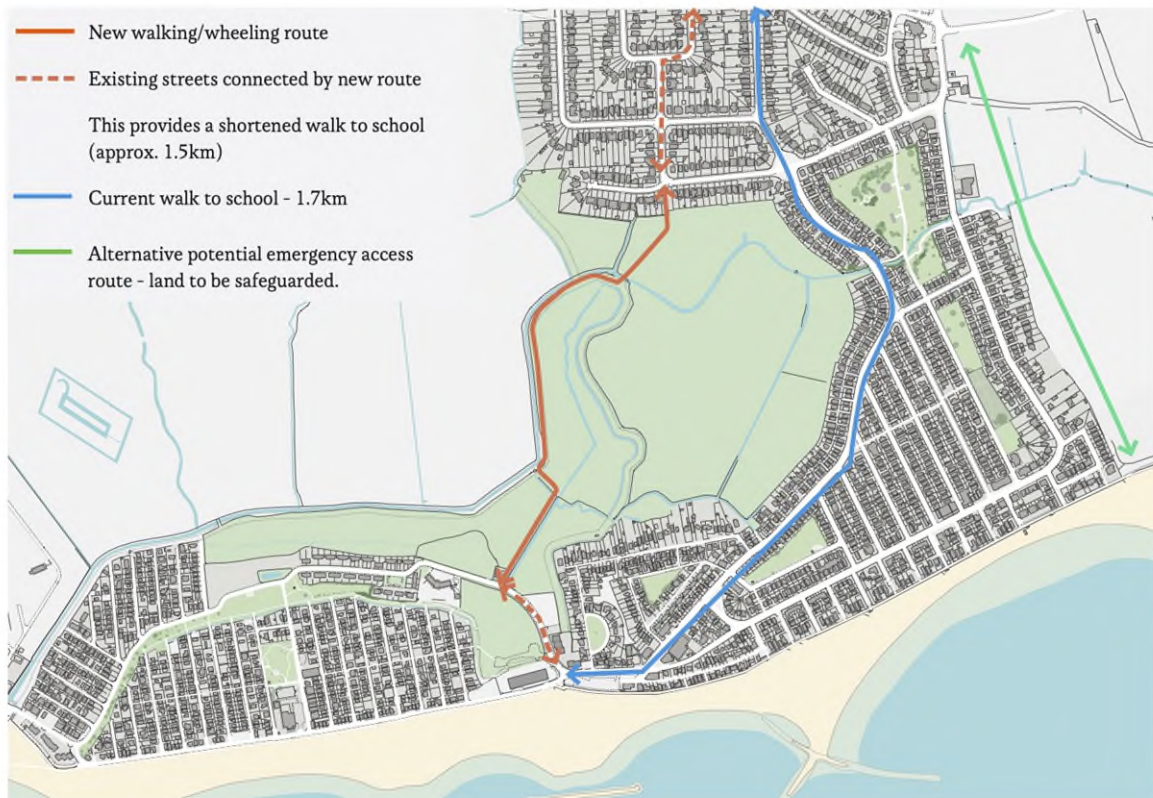 New walking/wheeling route
Existing streets connected by new route
This provides a shortened walk to school
(approx. 1.5km)
Current walk to school - 1.7km
Alternative potential emergency access
route - land to be safeguarded.